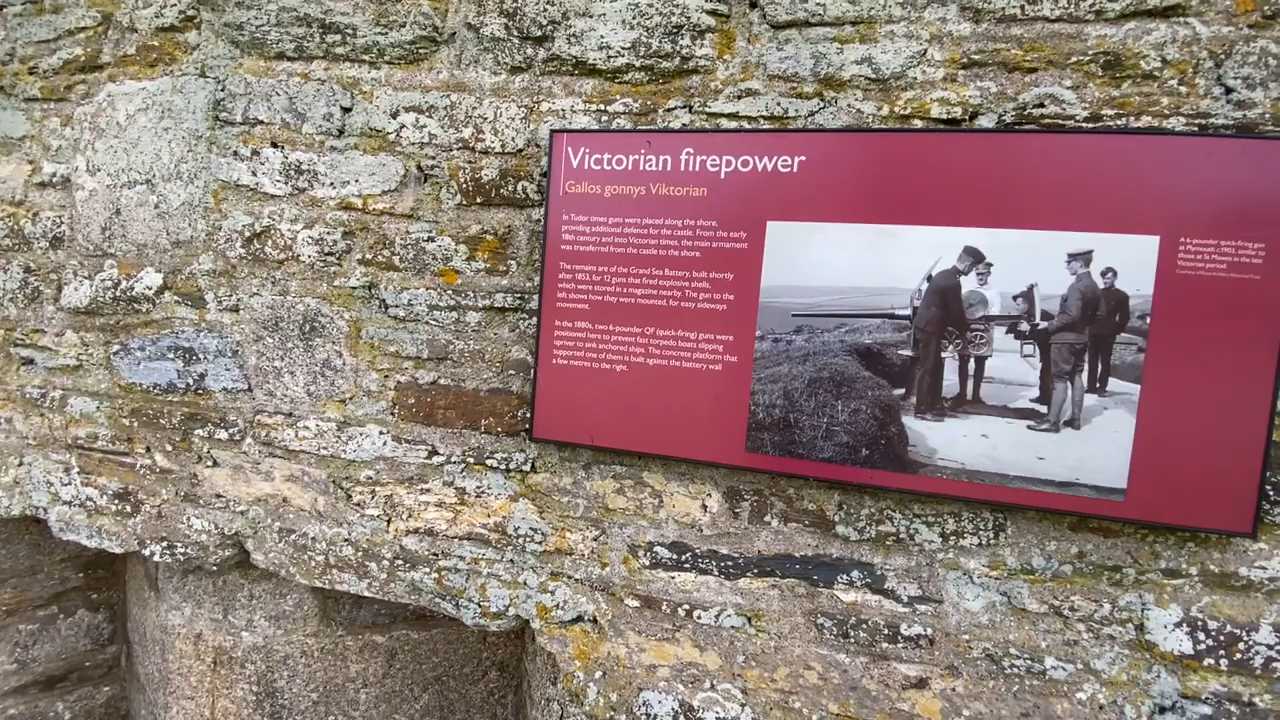 Victorian firepower
Gallos gonnys Viktorian
In Tudor times guns were placed along the shore,
providing additional defence for the castle. From the early
18th century and into Victorian times, the main armament
was transferred from the castle to the shore.
The remains are of the Grand Sea Battery, built shortly
after 1853, for 12 guns that fired explosive shells,
which were stored in a magazine nearby. The gun to the
left shows how they were mounted, for easy sideways
movement.
In the 1880s, two 6-pounder QF (quick-firing) guns were
positioned here to prevent fast torpedo boats slipping
upriver to sink anchored ships. The concrete platform that
supported one of them is built against the battery wall
a few metres to the right.
A 6-pounder quick-firing gun
at Plymouth c.1903, similar to
those at St Mawes in the late
Victorian period.